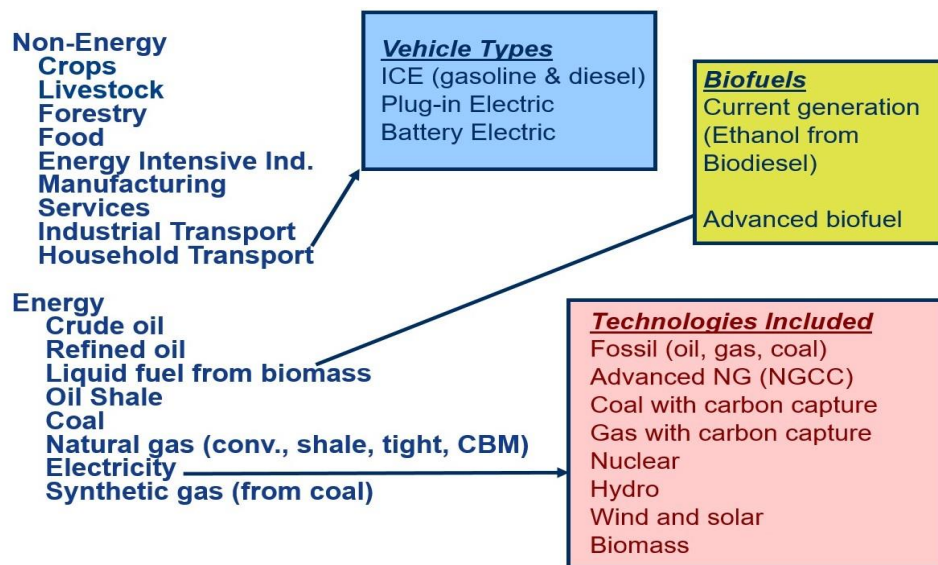 Non-Energy
Crops
Livestock
Forestry
Food
Energy Intensive Ind.
Manufacturing
Services
Industrial Transport
Household Transport
Energy
Crude oil
Refined oil
Liquid fuel from biomass
Oil Shale
Coal
Natural gas (conv., shale, tight, CBM)
Electricity
Synthetic gas (from coal)
Vehicle Types
ICE (gasoline & diesel)
Plug-in Electric
Battery Electric
Biofuels
Current generation
(Ethanol from
Biodiesel)
Advanced biofuel
Technologies Included
Fossil (oil, gas, coal)
Advanced NG (NGCC)
Coal with carbon capture
Gas with carbon capture
Nuclear
Hydro
Wind and solar
Biomass